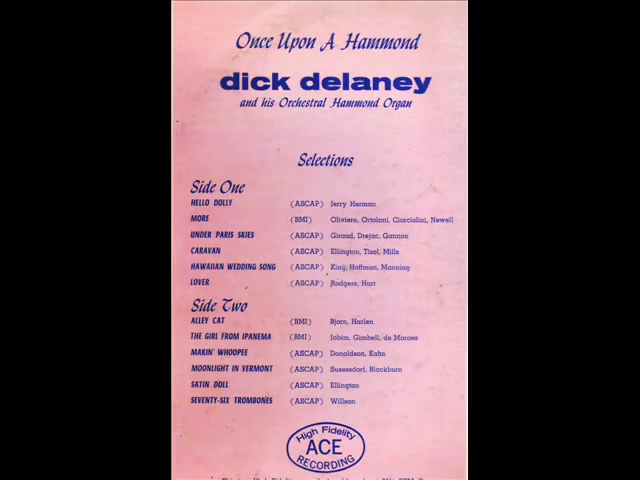 Once Upon A Hammond
dick delaney
and his Orchestral Hammond Organ
Selections
Side One
HELLO DOLLY (ASCAP) Jerry Herman
MORE (BMI) Oliviero, Ortolani, Ciorciolini, Newell
UNDER PARIS SKIES (ASCAP) Giraud, Drejac, Gannon
CARAVAN (ASCAP) Ellington, Tizol, Mills
HAWAIIAN WEDDING SONG (ASCAP) King, Hoffman, Manning
LOVER (ASCAP) Rodgers, Hart
Side Two
ALLEY CAT (BMI) Bjorn, Harlen
THE GIRL FROM IPANEMA (BMI) Jobim, Gimbell, de Moraes
MAKIN' WHOOPEE (ASCAP) Donaldson, Kahn
MOONLIGHT IN VERMONT (ASCAP) Suessdorf, Blackburn
SATIN DOLL (ASCAP) Ellington
SEVENTY-SIX TROMBONES (ASCAP) Willson
High Fidelity
ACE
RECORDING